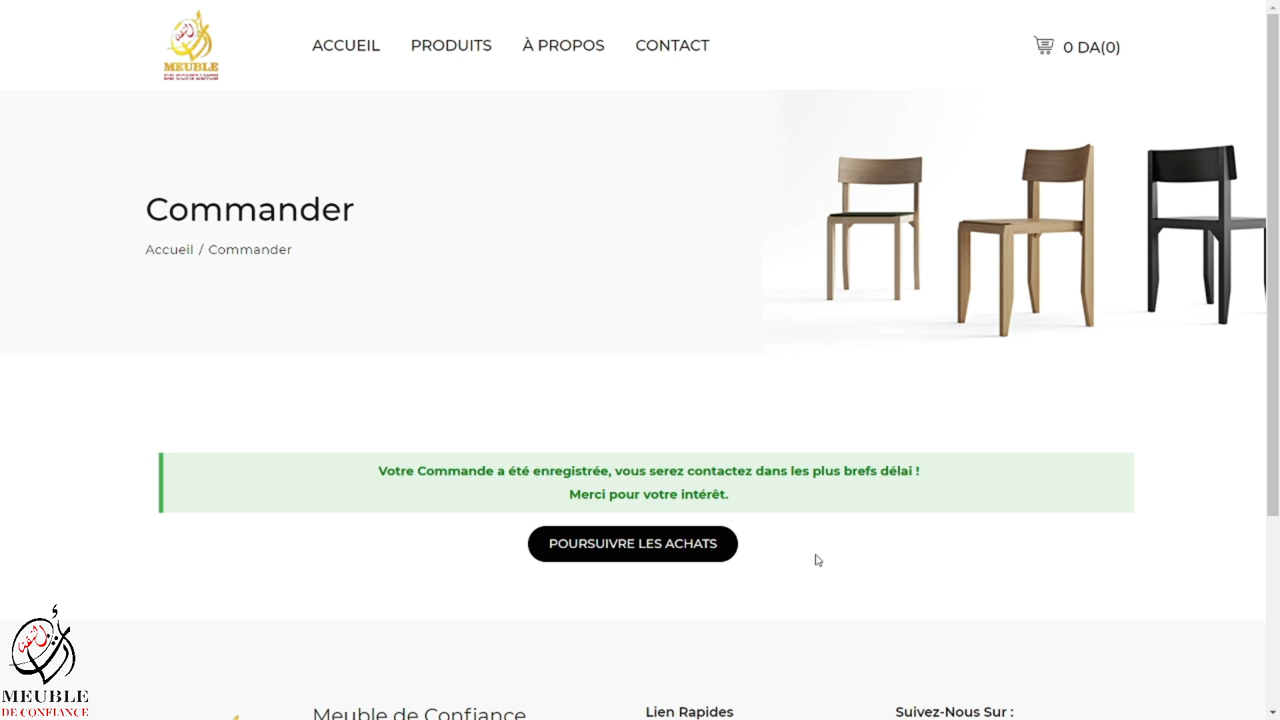 MEUBLE
DE CONFIANCE
ACCUEIL
PRODUITS
À PROPOS
CONTACT
0 DA(0)
Commander
Accueil / Commander
Votre Commande a été enregistrée, vous serez contactez dans les plus brefs délai !
Merci pour votre intérêt.
POURSUIVRE LES ACHATS
MEUBLE
DE CONFIANCE
Meuble de Confiance
Lien Rapides
Suivez-Nous Sur :